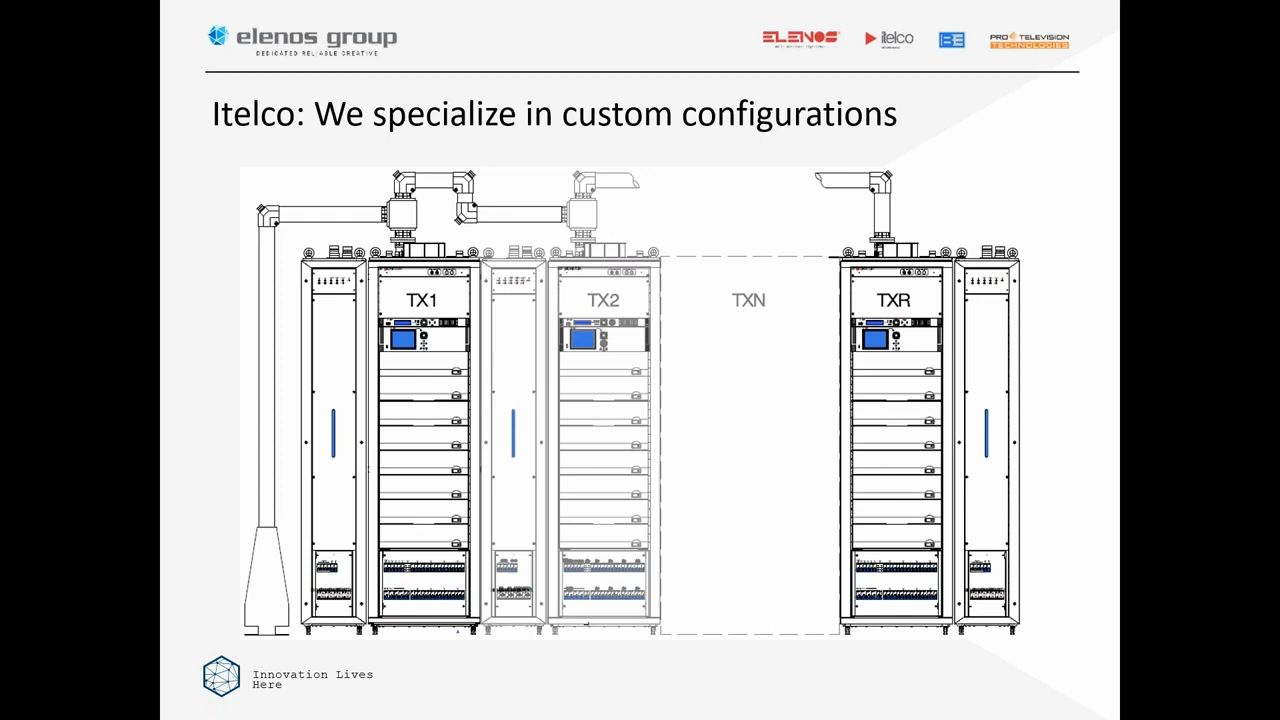 elenos group
DEDICATED RELIABLE CREATIVE
ELENOS
itelco
BE
PRO TELEVISION
TECHNOLOGIES
Itelco: We specialize in custom configurations
TX1
TX2
TXN
TXR
Innovation Lives
Here